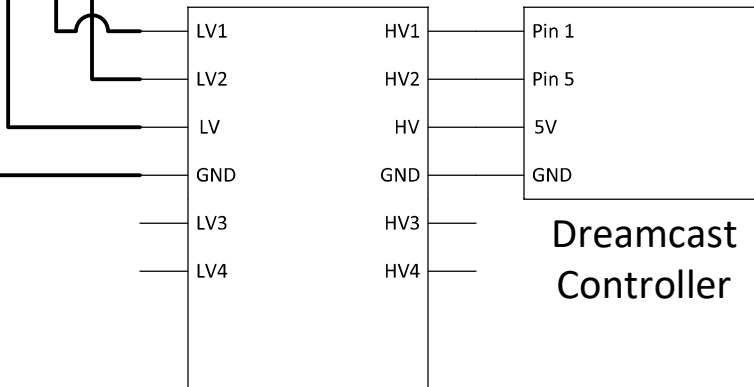 LV1 HV1 Pin 1
LV2 HV2 Pin 5
LV HV 5V
GND GND GND
LV3 HV3
LV4 HV4
Dreamcast
Controller